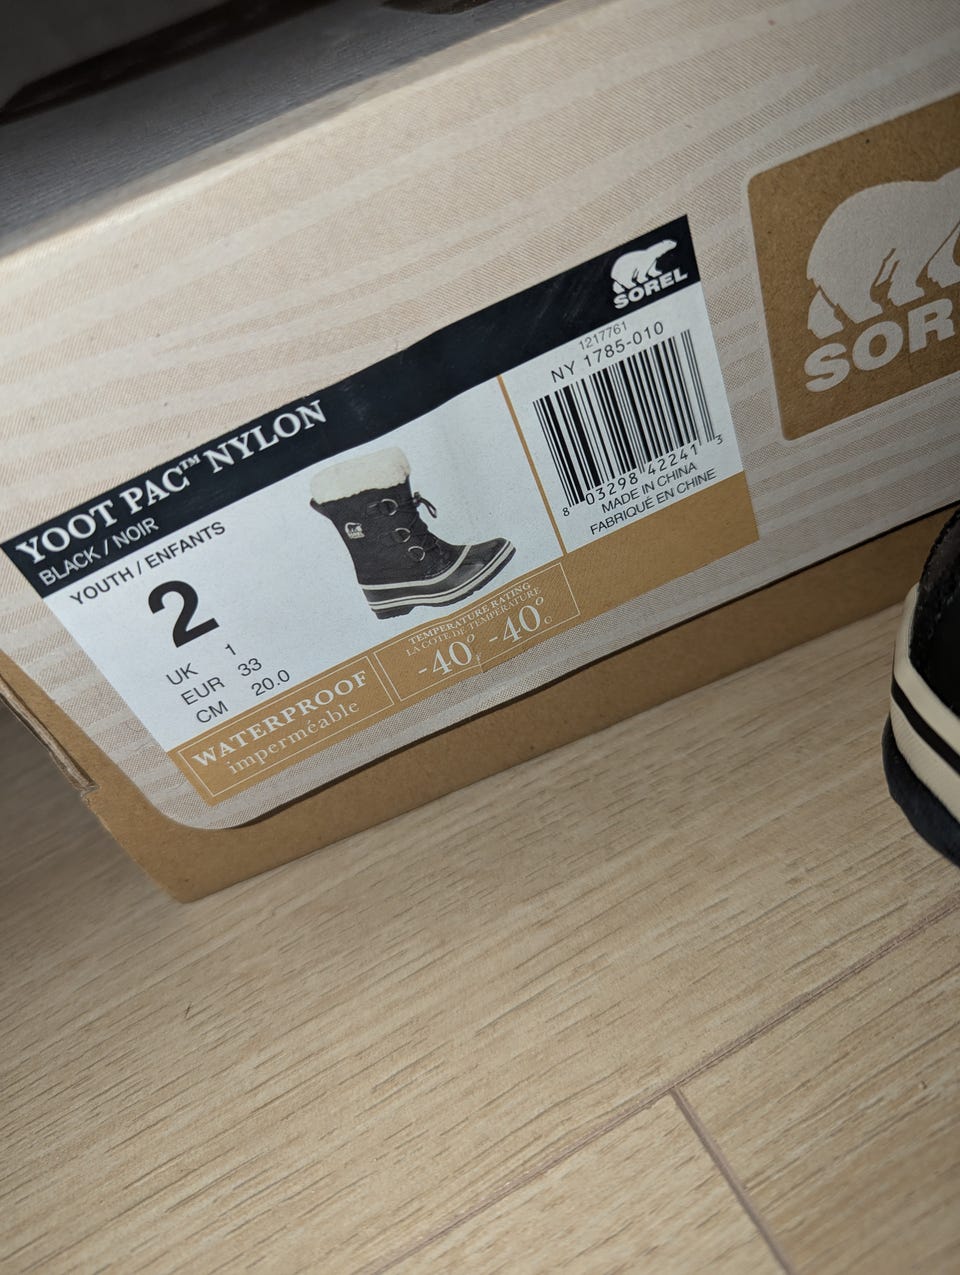 SOREL
YOOT PAC™ NYLON
BLACK / NOIR
YOUTH / ENFANTS
2
UK 1
EUR 33
CM 20.0
1217761
NY 1785-010
8 03298 42241 3
MADE IN CHINA
FABRIQUÉ EN CHINE
WATERPROOF
imperméable
TEMPERATURE RATING
LA COTE DE TEMPÉRATURE
-40°F -40°C
SOR